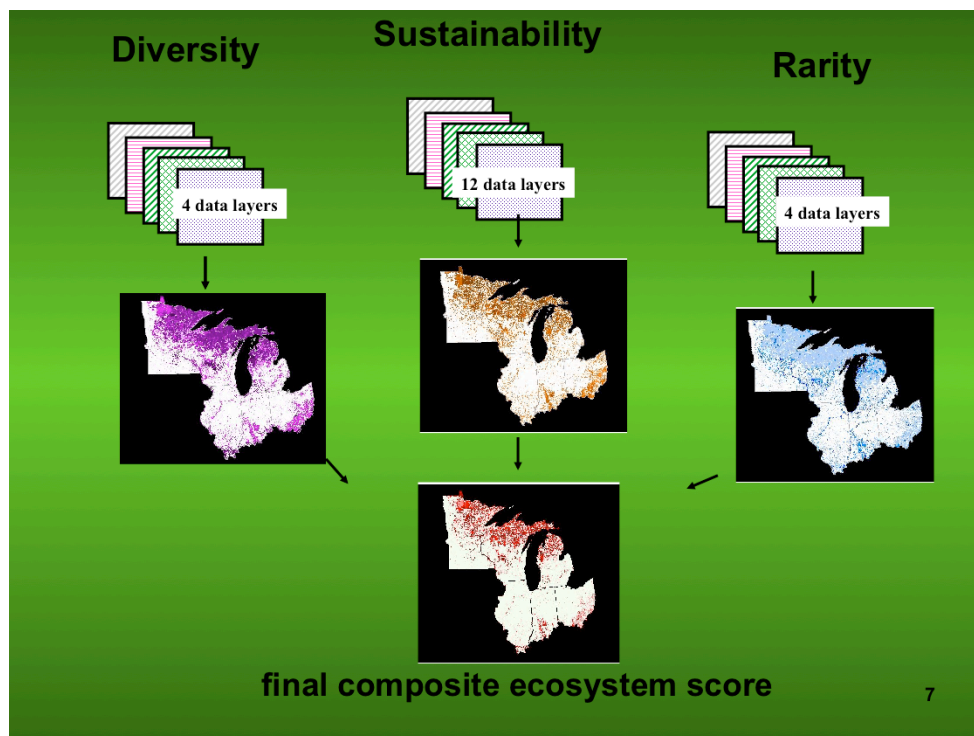 Diversity
Sustainability
Rarity
4 data layers
12 data layers
4 data layers
final composite ecosystem score
7